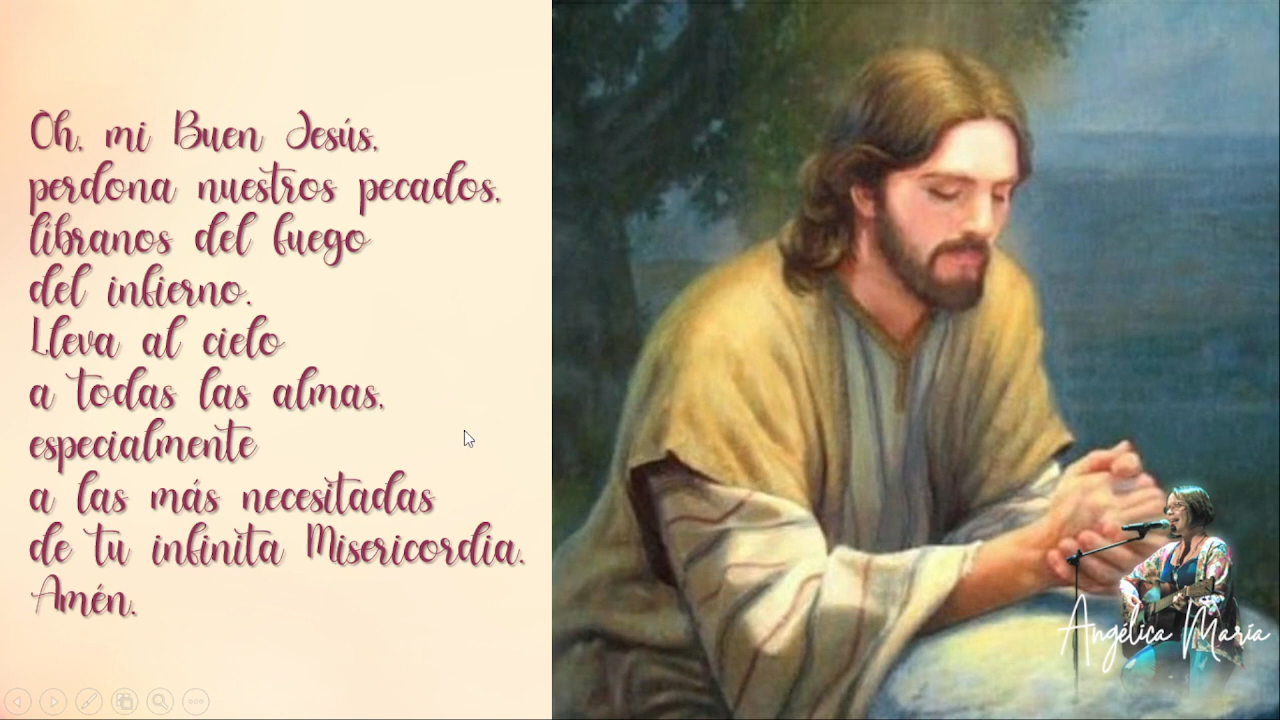 Oh, mi Buen Jesús,
perdona nuestros pecados,
líbranos del fuego
del infierno.
Lleva al cielo
a todas las almas,
especialmente
a las más necesitadas
de tu infinita Misericordia.
Amén.
Angélica María